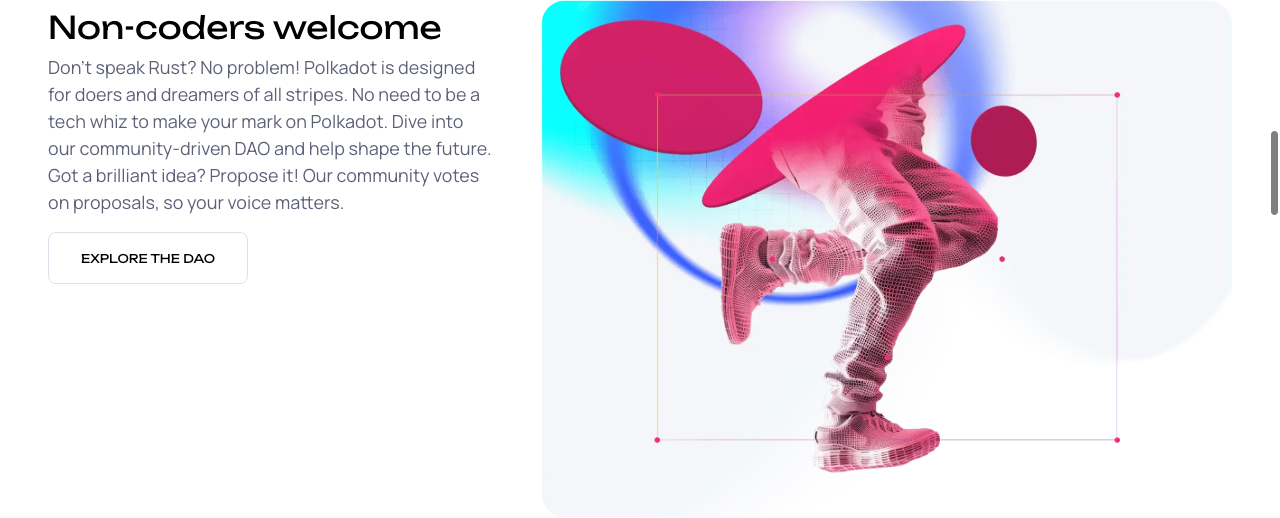 Non-coders welcome
Don't speak Rust? No problem! Polkadot is designed
for doers and dreamers of all stripes. No need to be a
tech whiz to make your mark on Polkadot. Dive into
our community-driven DAO and help shape the future.
Got a brilliant idea? Propose it! Our community votes
on proposals, so your voice matters.
EXPLORE THE DAO